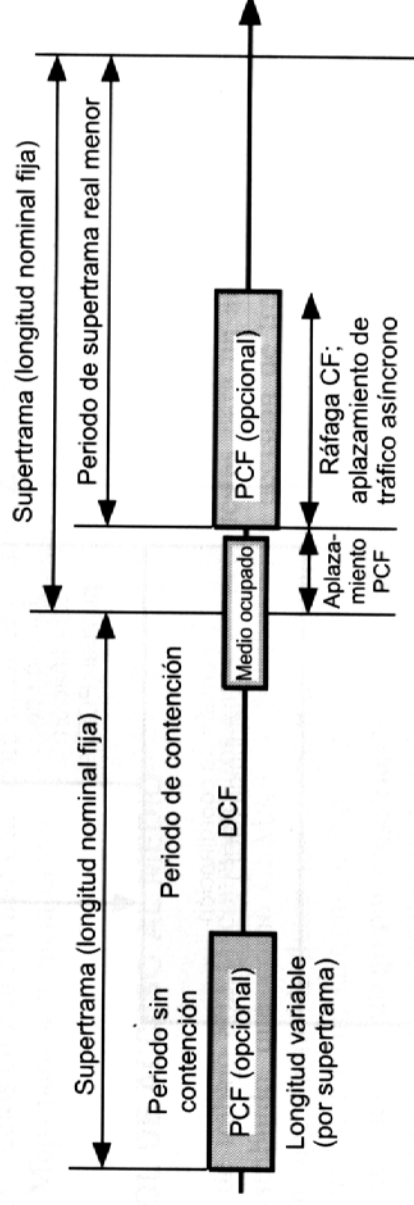 Supertrama (longitud nominal fija)
Supertrama (longitud nominal fija)
Periodo de supertrama real menor
Periodo sin
contención
Periodo de contención
PCF (opcional)
DCF
Medio ocupado
PCF (opcional)
Longitud variable
(por supertrama)
Aplaza-
miento
PCF
Ráfaga CF;
aplazamiento de
tráfico asíncrono